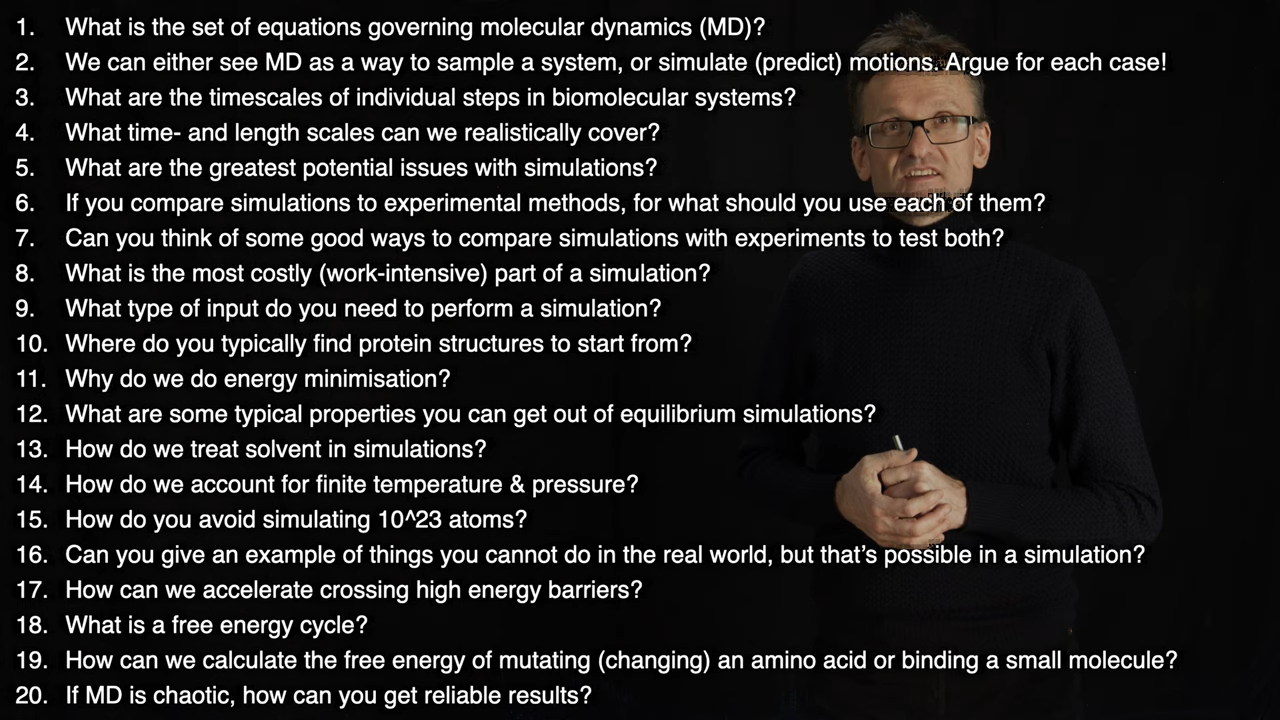 1. What is the set of equations governing molecular dynamics (MD)?
2. We can either see MD as a way to sample a system, or simulate (predict) motions. Argue for each case!
3. What are the timescales of individual steps in biomolecular systems?
4. What time- and length scales can we realistically cover?
5. What are the greatest potential issues with simulations?
6. If you compare simulations to experimental methods, for what should you use each of them?
7. Can you think of some good ways to compare simulations with experiments to test both?
8. What is the most costly (work-intensive) part of a simulation?
9. What type of input do you need to perform a simulation?
10. Where do you typically find protein structures to start from?
11. Why do we do energy minimisation?
12. What are some typical properties you can get out of equilibrium simulations?
13. How do we treat solvent in simulations?
14. How do we account for finite temperature & pressure?
15. How do you avoid simulating 10^23 atoms?
16. Can you give an example of things you cannot do in the real world, but that’s possible in a simulation?
17. How can we accelerate crossing high energy barriers?
18. What is a free energy cycle?
19. How can we calculate the free energy of mutating (changing) an amino acid or binding a small molecule?
20. If MD is chaotic, how can you get reliable results?